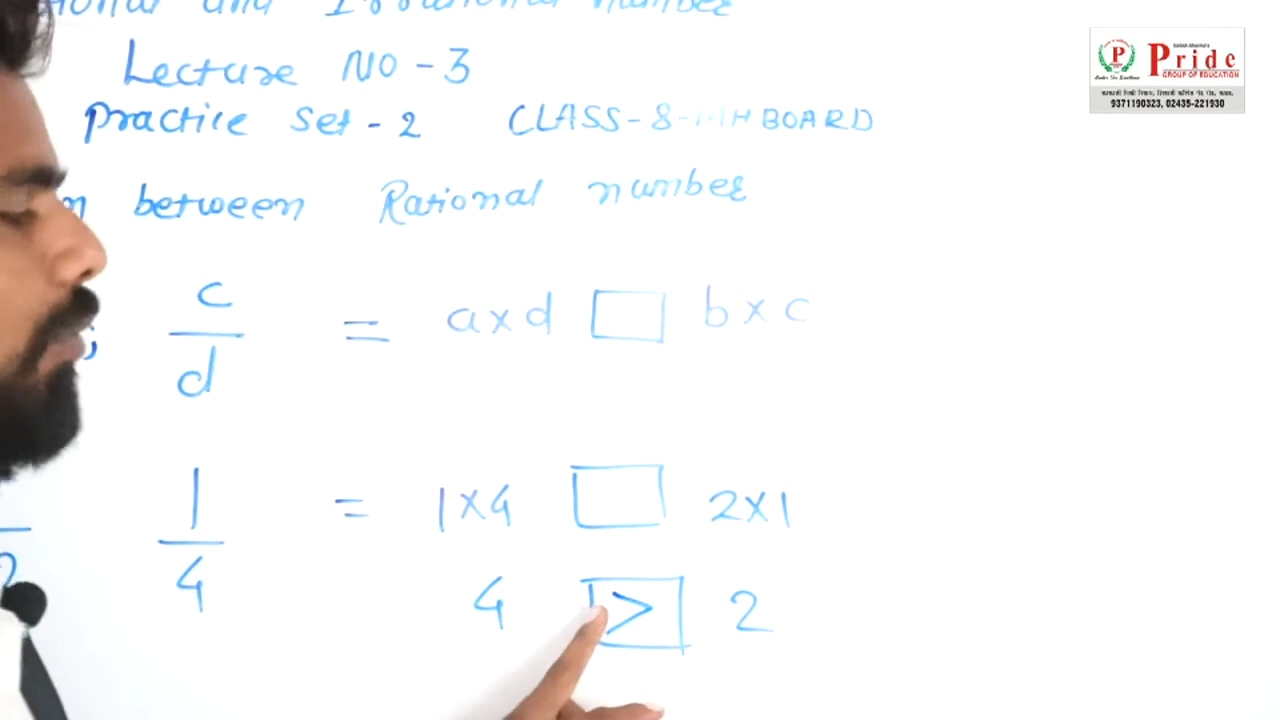 Lecture NO - 3
Practice Set - 2 CLASS-8-MH BOARD
between Rational number
c/d = a×d □ b×c
1/4 = 1×4 □ 2×1
4 > 2
Pride
GROUP OF EDUCATION
9371190323, 02435-221930